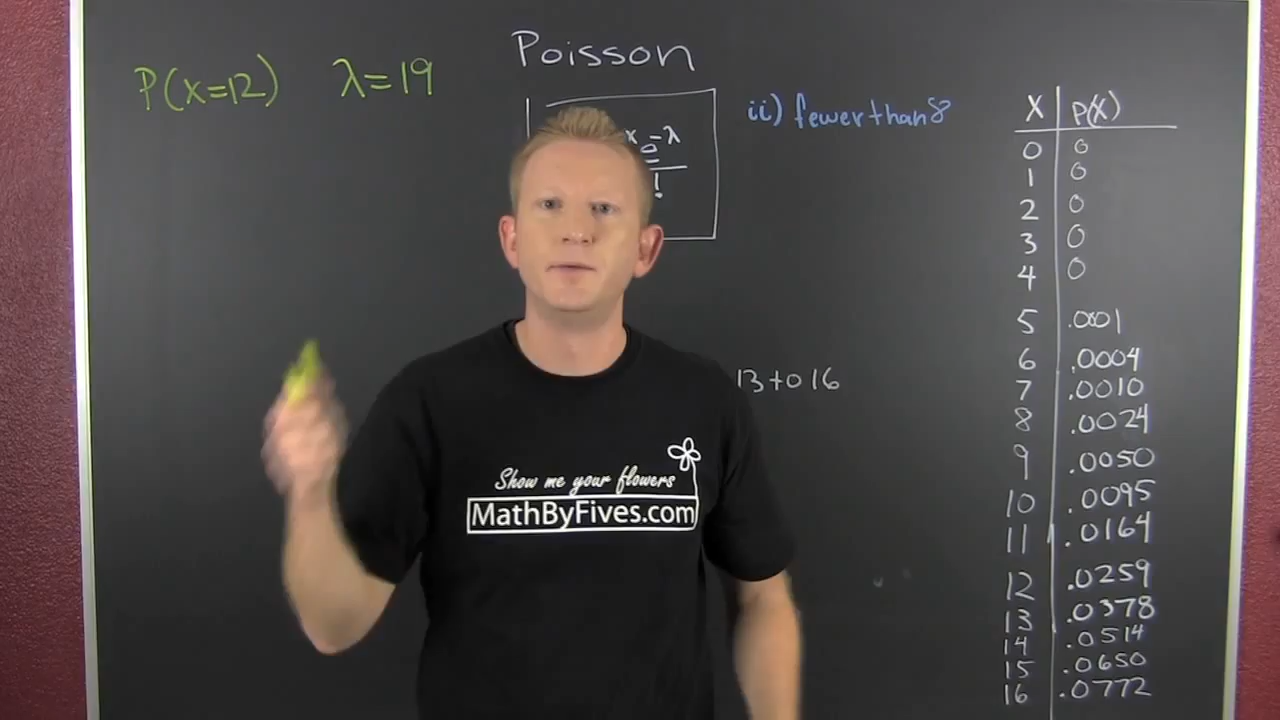 Poisson
P(x=12) λ=19
x e^-λ
!
ii) fewer than 8
13 to 16
X P(X)
0 0
1 0
2 0
3 0
4 0
5 .0001
6 .0004
7 .0010
8 .0024
9 .0050
10 .0095
11 .0164
12 .0259
13 .0378
14 .0514
15 .0650
16 .0772
Show me your flowers
MathByFives.com